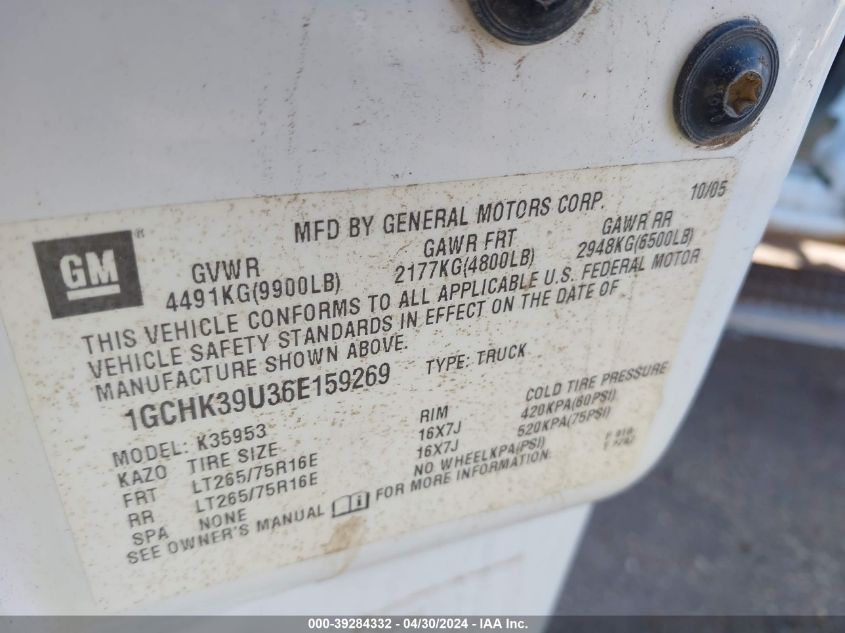 10/05
MFD BY GENERAL MOTORS CORP.
GM®
GVWR GAWR FRT GAWR RR
4491KG(9900LB) 2177KG(4800LB) 2948KG(6500LB)
THIS VEHICLE CONFORMS TO ALL APPLICABLE U.S. FEDERAL MOTOR
VEHICLE SAFETY STANDARDS IN EFFECT ON THE DATE OF
MANUFACTURE SHOWN ABOVE.
1GCHK39U36E159269 TYPE: TRUCK
MODEL: K35953
KAZO TIRE SIZE RIM COLD TIRE PRESSURE
FRT LT265/75R16E 16X7J 420KPA(60PSI)
RR LT265/75R16E 16X7J 520KPA(75PSI)
SPA NONE NO WHEELKPA(PSI)
SEE OWNER'S MANUAL FOR MORE INFORMATION.
000-39284332 - 04/30/2024 - IAA Inc.